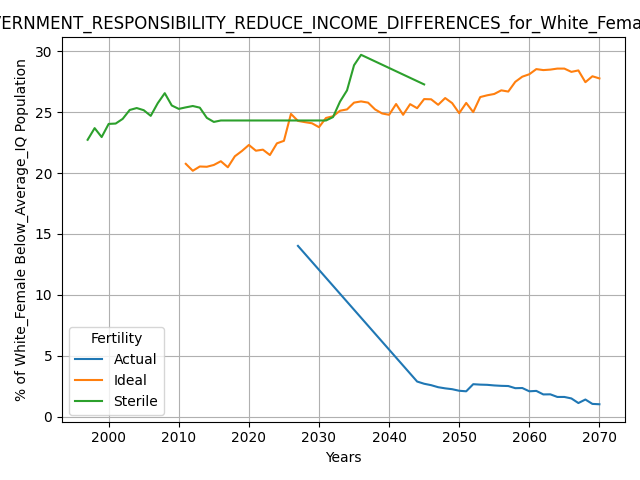 VERNMENT_RESPONSIBILITY_REDUCE_INCOME_DIFFERENCES_for_White_Fema
30
25
20
15
10
5
0
% of White_Female Below_Average_IQ Population
Fertility
Actual
Ideal
Sterile
2000 2010 2020 2030 2040 2050 2060 2070
Years